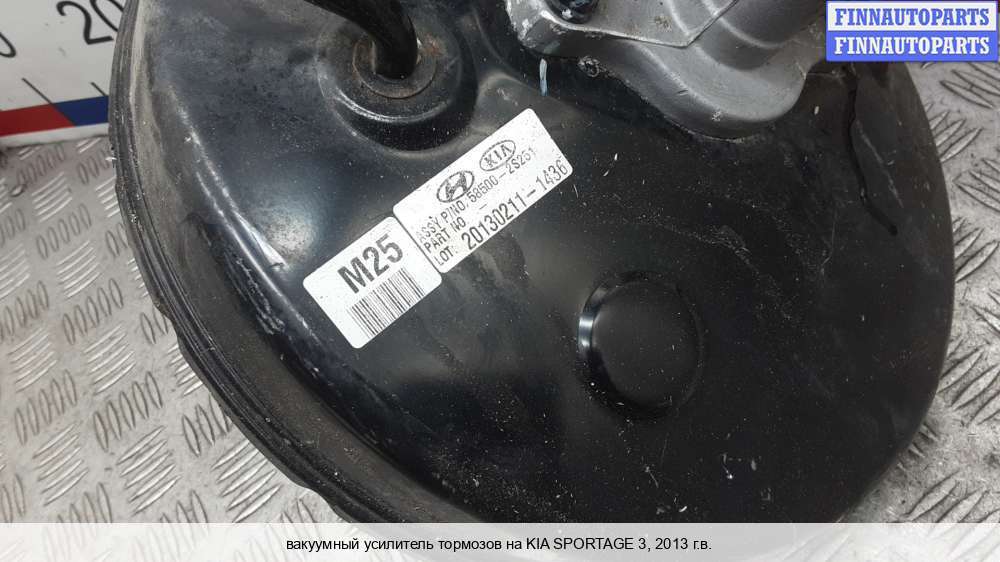 20
FINNAUTOPARTS
FINNAUTOPARTS
KIA
ASSY P/NO. 58500-2S251
PART NO
LOT: 20130211-1436
M25
вакуумный усилитель тормозов на KIA SPORTAGE 3, 2013 г.в.